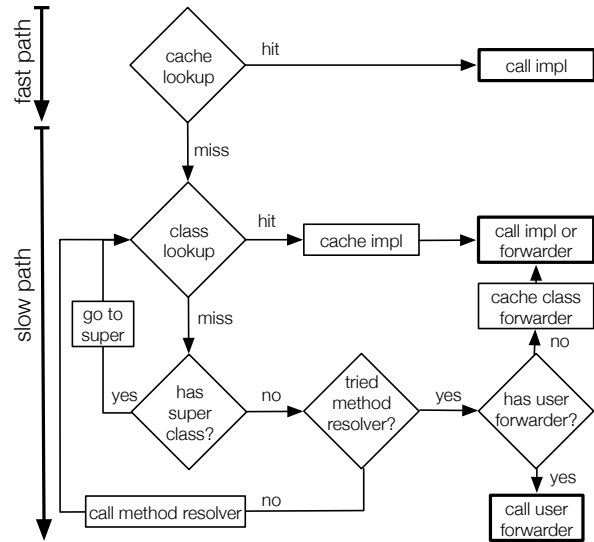 fast path
cache
lookup
hit
call impl
miss
slow path
class
lookup
hit
cache impl
call impl or
forwarder
go to
super
miss
cache class
forwarder
no
yes
has
super
class?
no
tried
method
resolver?
yes
has user
forwarder?
yes
call method resolver
no
call user
forwarder